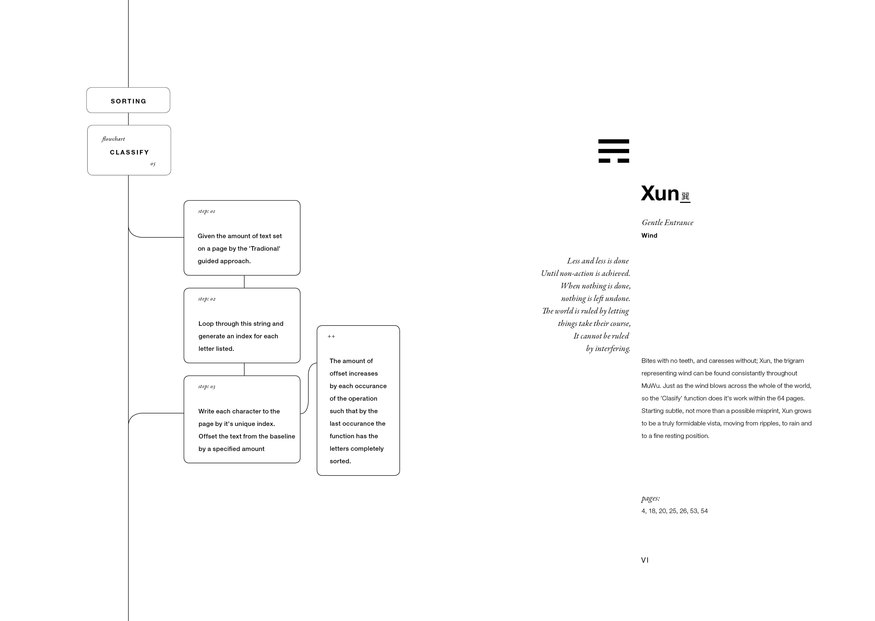 SORTING
flowchart
CLASSIFY
05
step: 01
Given the amount of text set
on a page by the 'Tradional'
guided approach.
step: 02
Loop through this string and
generate an index for each
letter listed.
step: 03
Write each character to the
page by it's unique index.
Offset the text from the baseline
by a specified amount
++
The amount of
offset increases
by each occurance
of the operation
such that by the
last occurance the
function has the
letters completely
sorted.
Xun
Gentle Entrance
Wind
Less and less is done
Until non-action is achieved.
When nothing is done,
nothing is left undone.
The world is ruled by letting
things take their course,
It cannot be ruled
by interfering.
Bites with no teeth, and caresses without; Xun, the trigram
representing wind can be found consistantly throughout
MuWu. Just as the wind blows across the whole of the world,
so the 'Clasify' function does it's work within the 64 pages.
Starting subtle, not more than a possible misprint, Xun grows
to be a truly formidable vista, moving from ripples, to rain and
to a fine resting position.
pages:
4, 18, 20, 25, 26, 53, 54
VI